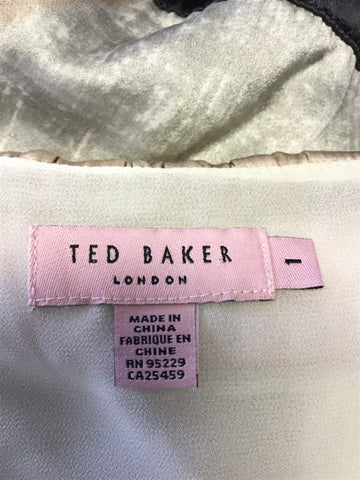 TED BAKER
LONDON
1
MADE IN
CHINA
FABRIQUE EN
CHINE
RN 95229
CA25459